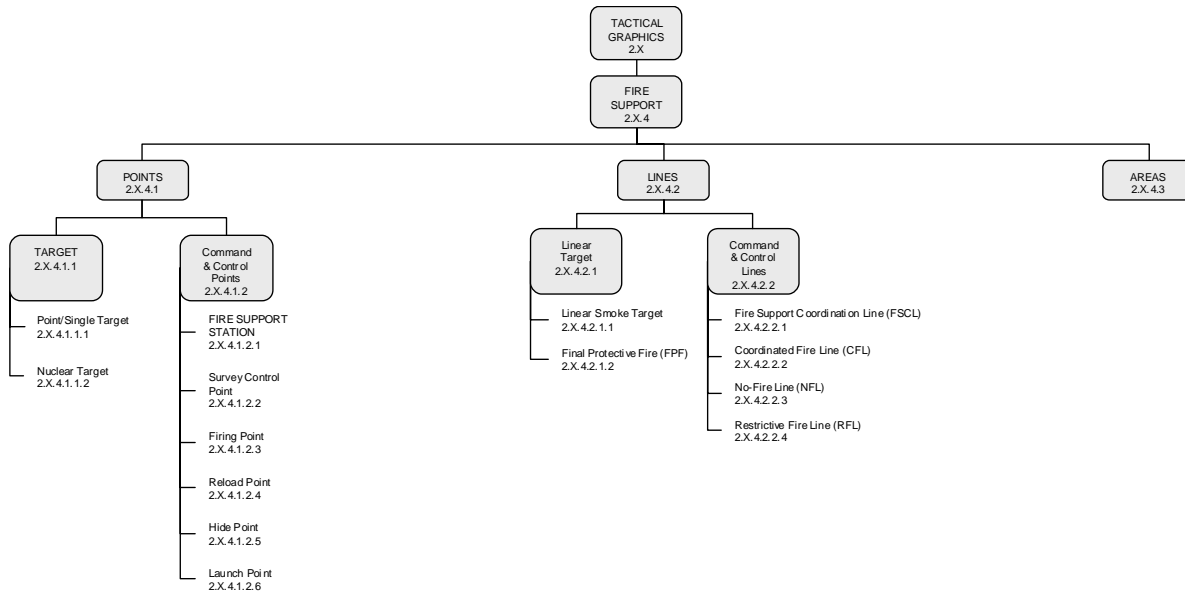 TACTICAL
GRAPHICS
2.X
FIRE
SUPPORT
2.X.4
POINTS
2.X.4.1
LINES
2.X.4.2
AREAS
2.X.4.3
TARGET
2.X.4.1.1
Point/Single Target
2.X.4.1.1.1
Nuclear Target
2.X.4.1.1.2
Command
& Control
Points
2.X.4.1.2
FIRE SUPPORT
STATION
2.X.4.1.2.1
Survey Control
Point
2.X.4.1.2.2
Firing Point
2.X.4.1.2.3
Reload Point
2.X.4.1.2.4
Hide Point
2.X.4.1.2.5
Launch Point
2.X.4.1.2.6
Linear
Target
2.X.4.2.1
Linear Smoke Target
2.X.4.2.1.1
Final Protective Fire (FPF)
2.X.4.2.1.2
Command
& Control
Lines
2.X.4.2.2
Fire Support Coordination Line (FSCL)
2.X.4.2.2.1
Coordinated Fire Line (CFL)
2.X.4.2.2.2
No-Fire Line (NFL)
2.X.4.2.2.3
Restrictive Fire Line (RFL)
2.X.4.2.2.4